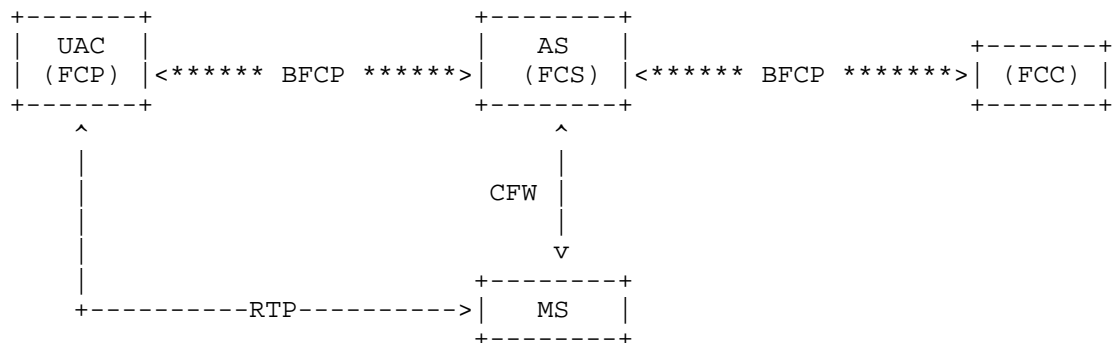 +-------+                      +--------+
|  UAC  |                      |   AS   |                      +-------+
| (FCP) |<****** BFCP ******>|  (FCS) |<****** BFCP *******>| (FCC) |
+-------+                      +--------+                      +-------+
    ^                               ^
    |                               |
    |                           CFW |
    |                               |
    |                               v
    |                          +--------+
    +----------RTP---------->|   MS   |
                               +--------+